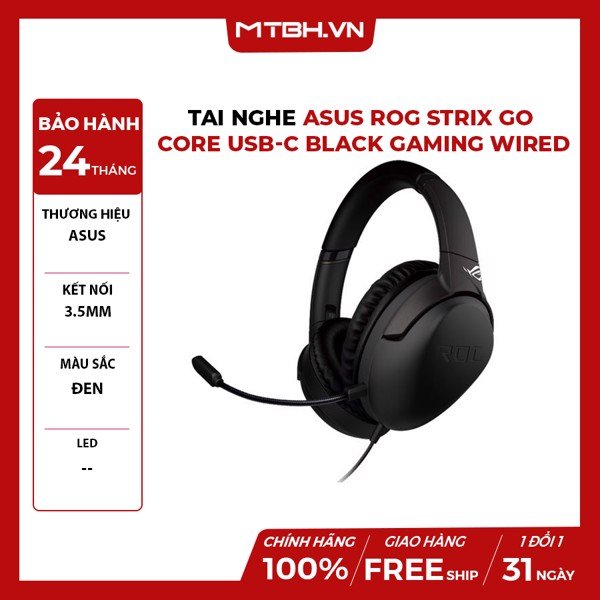 MTBH.VN
TAI NGHE ASUS ROG STRIX GO
CORE USB-C BLACK GAMING WIRED
BẢO HÀNH
24 THÁNG
THƯƠNG HIỆU
ASUS
KẾT NỐI
3.5MM
MÀU SẮC
ĐEN
LED
--
ROG
CHÍNH HÃNG
100%
GIAO HÀNG
FREE SHIP
1 ĐỔI 1
31 NGÀY